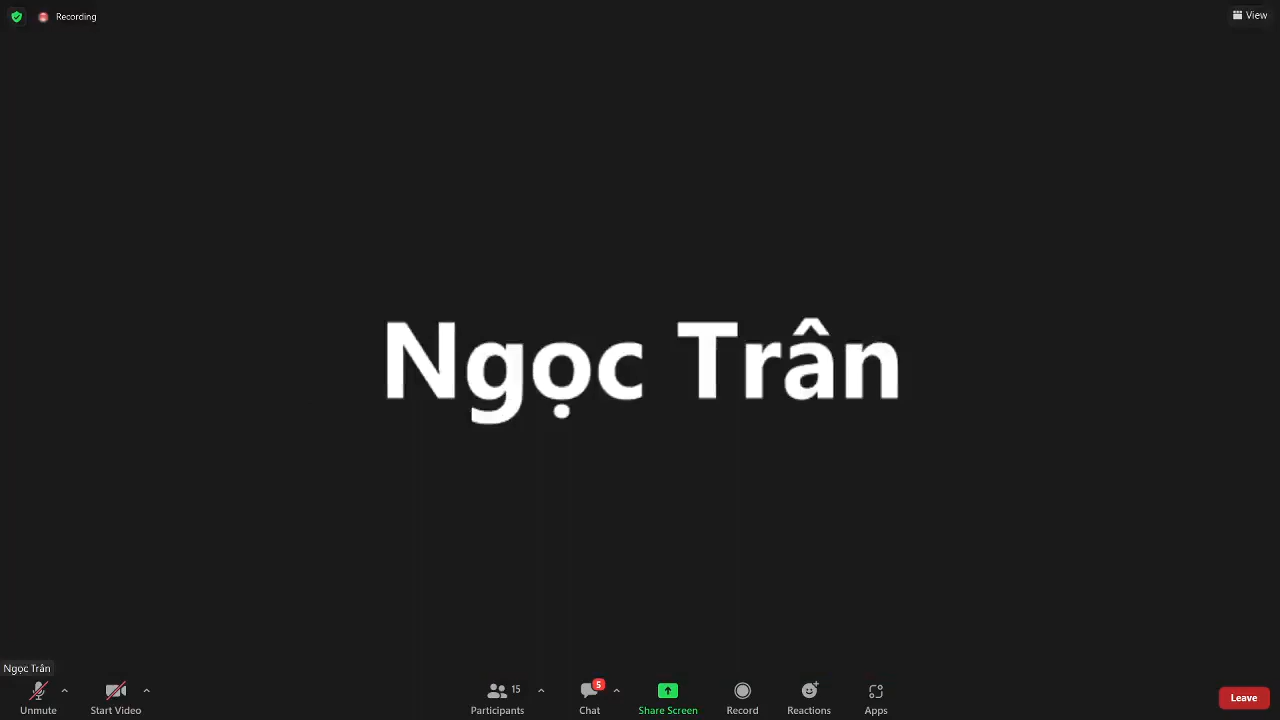 Recording
View
Ngọc Trân
Ngọc Trân
Unmute
Start Video
15
Participants
5
Chat
Share Screen
Record
Reactions
Apps
Leave